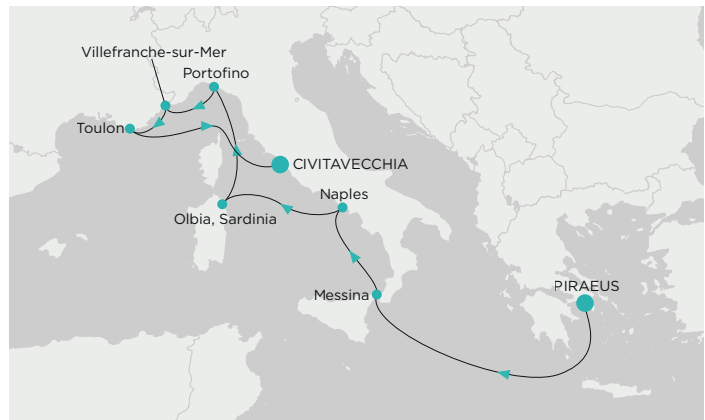 Villefranche-sur-Mer
Portofino
Toulon
CIVITAVECCHIA
Naples
Olbia, Sardinia
PIRAEUS
Messina